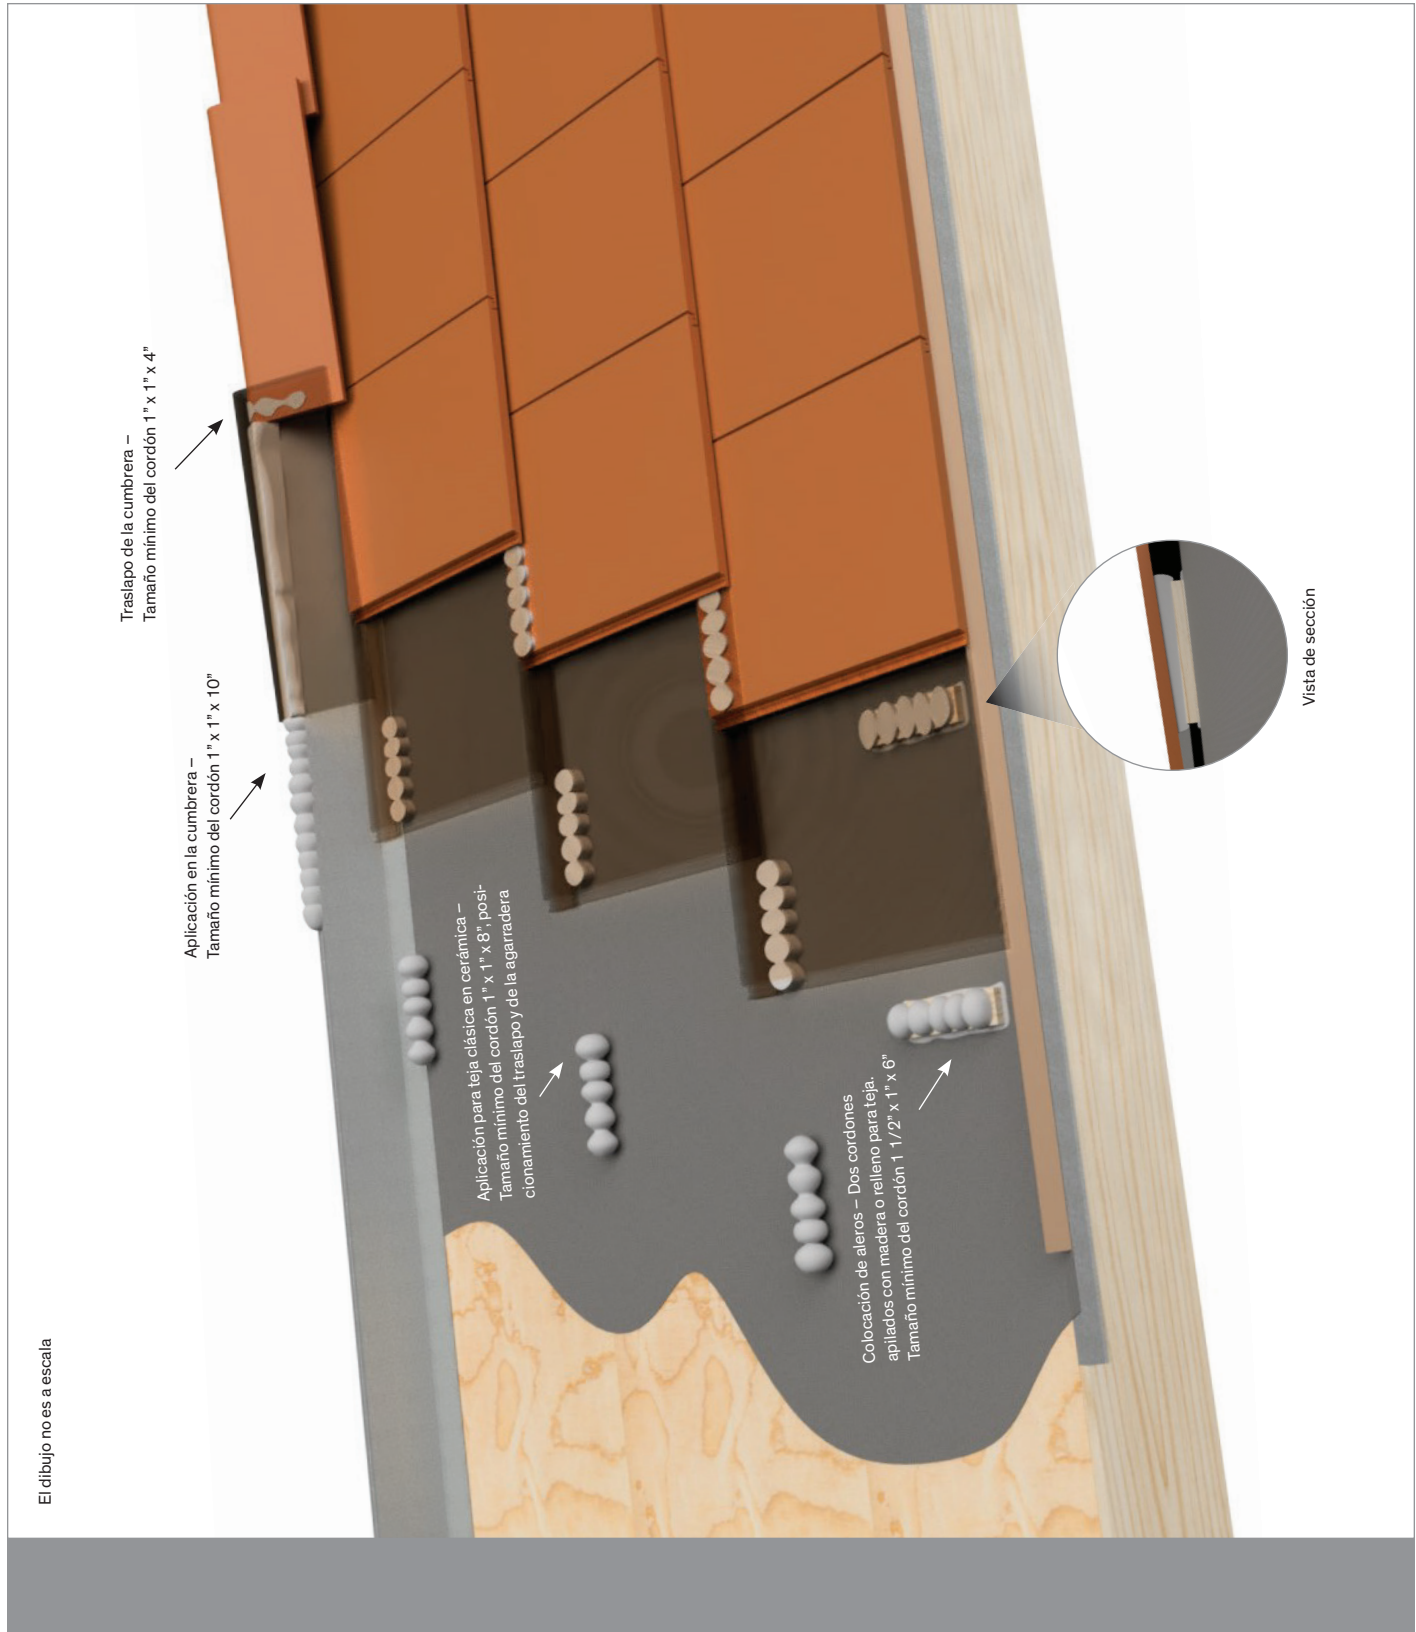 El dibujo no es a escala
Traslapo de la cumbrera –
Tamaño mínimo del cordón 1" x 1" x 4”
Aplicación en la cumbrera –
Tamaño mínimo del cordón 1" x 1" x 10”
Aplicación para teja clásica en cerámica –
Tamaño mínimo del cordón 1" x 1" x 8”, posi-
cionamiento del traslapo y de la agarradera
Colocación de aleros – Dos cordones
apilados con madera o relleno para teja.
Tamaño mínimo del cordón 1 1/2” x 1" x 6”
Vista de sección